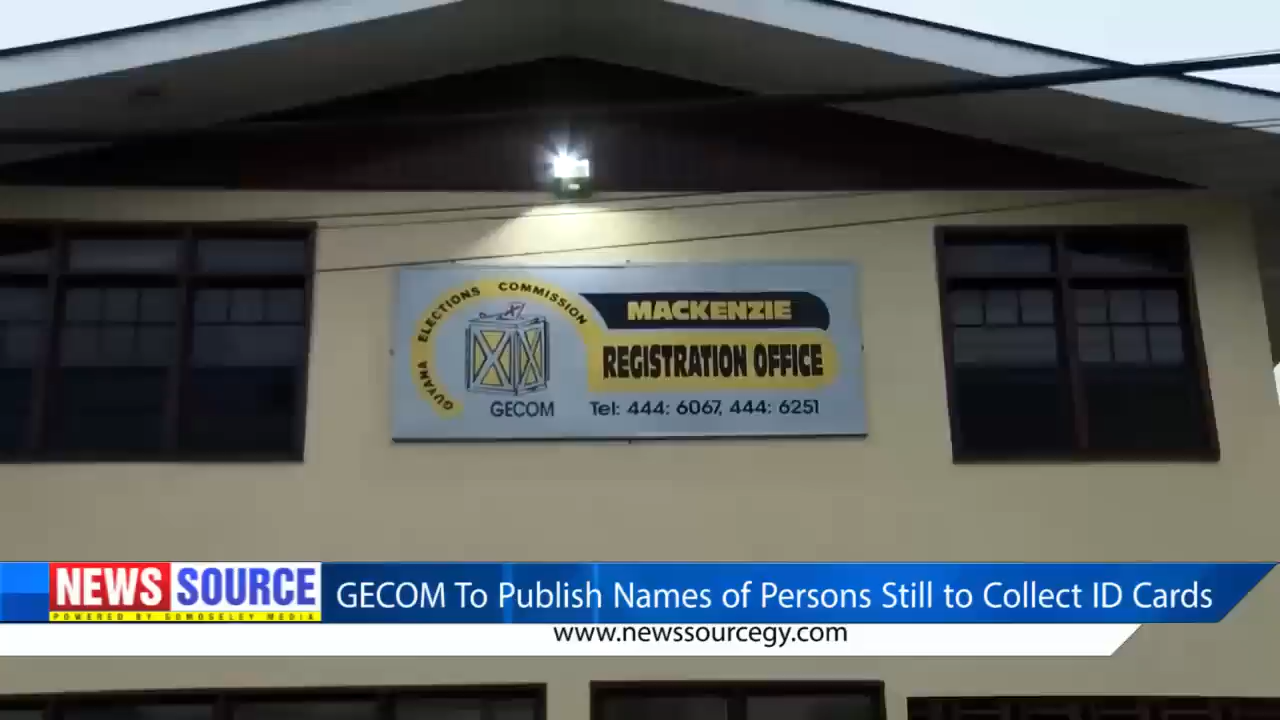 GUYANA ELECTIONS COMMISSION
GECOM
MACKENZIE
REGISTRATION OFFICE
Tel: 444: 6067, 444: 6251
NEWS SOURCE
POWERED BY GDMOSELEY MEDIA
GECOM To Publish Names of Persons Still to Collect ID Cards
www.newssourcegy.com